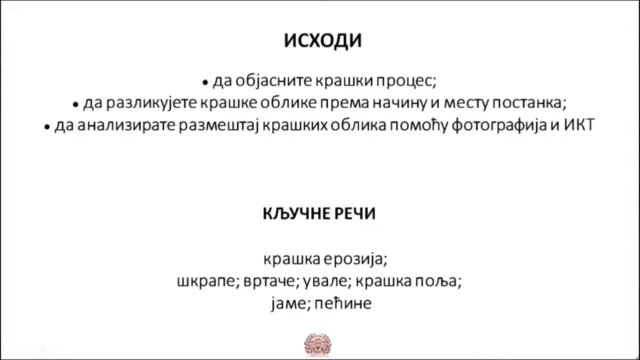 ИСХОДИ
• да објасните крашки процес;
• да разликујете крашке облике према начину и месту постанка;
• да анализирате размештај крашких облика помоћу фотографија и ИКТ
КЉУЧНЕ РЕЧИ
крашка ерозија;
шкрапе; вртаче; увале; крашка поља;
јаме; пећине